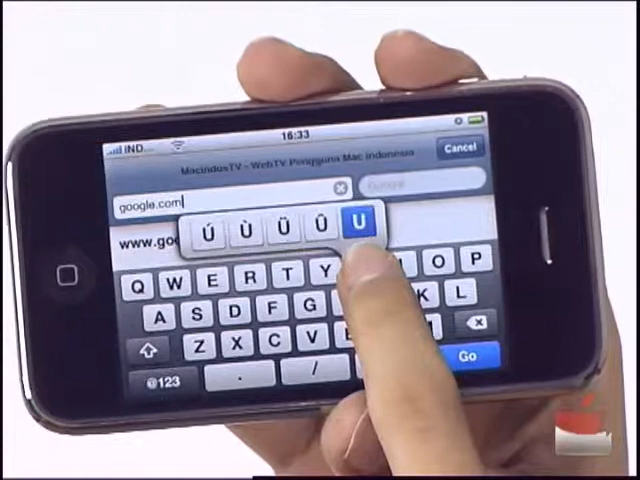 IND... 16:33
MacindosTV - WebTV Pengguna Mac Indonesia Cancel
google.com Google
www.goo
Ú Ù Ü Û U
Q W E R T Y O P
A S D F G K L
Z X C V
@123 . / Go